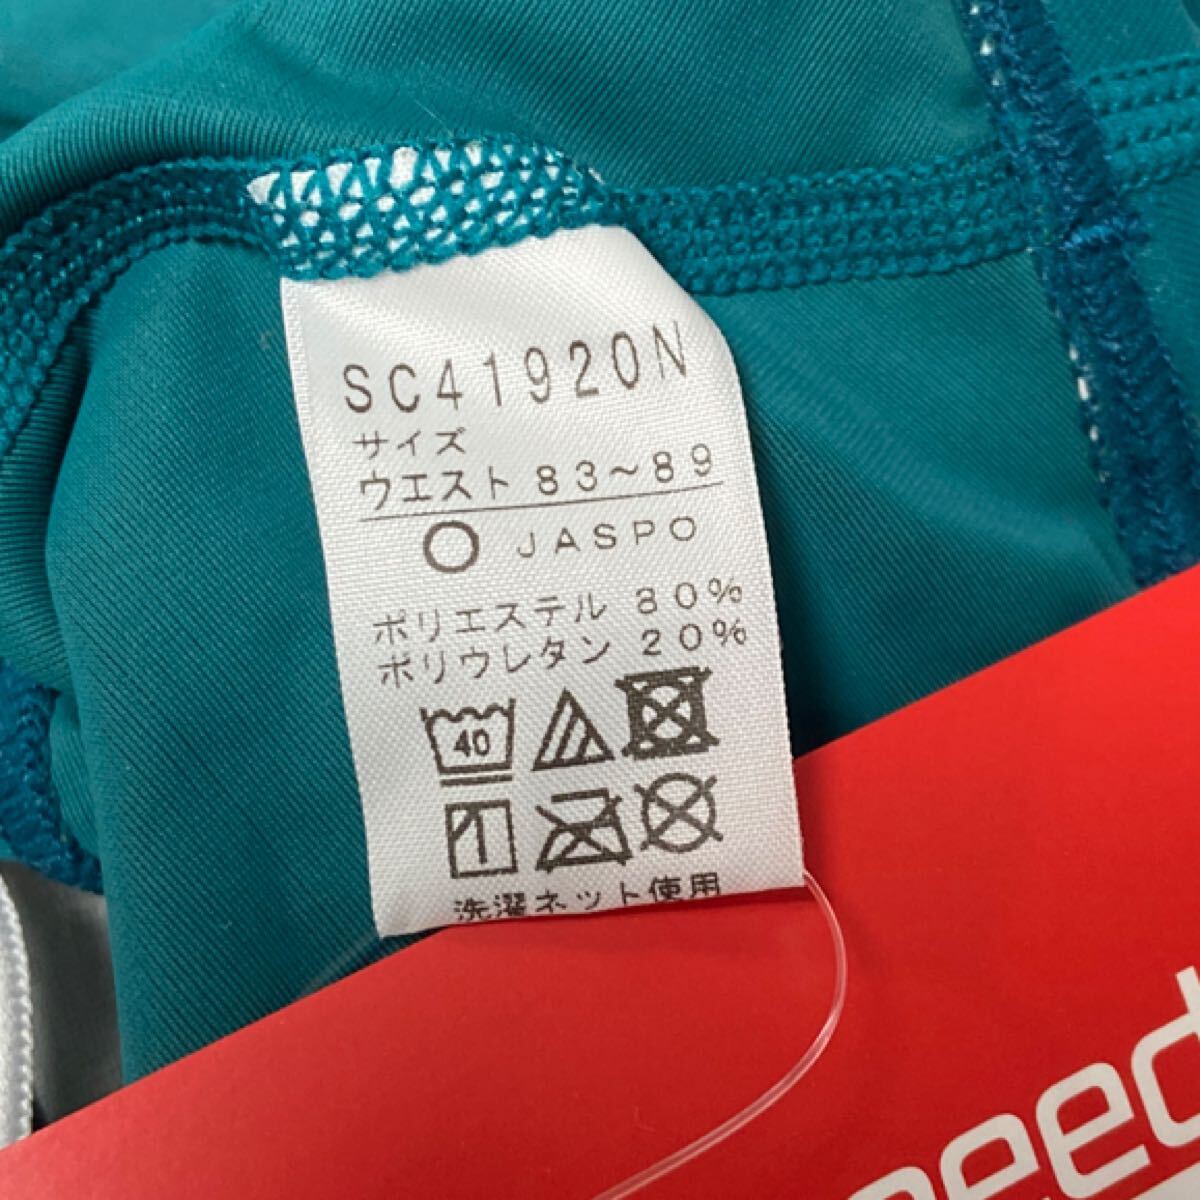 SC41920N
サイズ
ウエスト 83～89
O JASPO
ポリエステル 80%
ポリウレタン 20%
40
洗濯ネット使用
eed